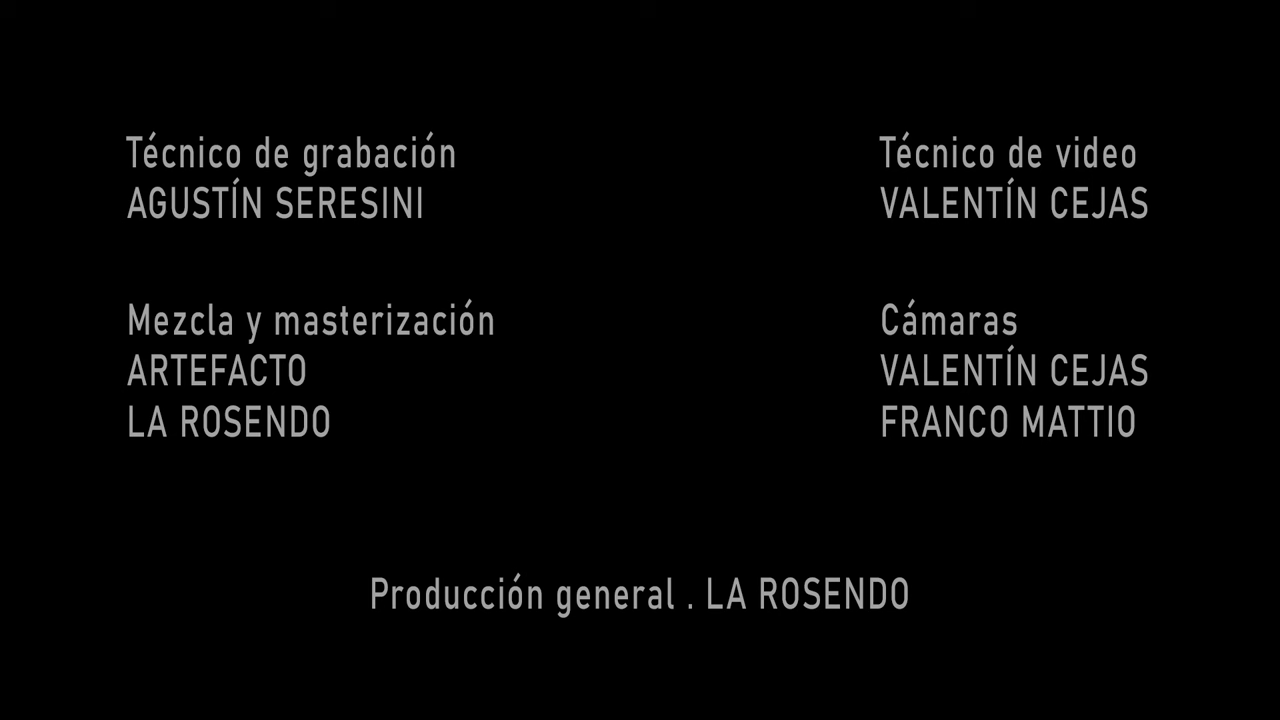 Técnico de grabación
AGUSTÍN SERESINI
Mezcla y masterización
ARTEFACTO
LA ROSENDO
Técnico de video
VALENTÍN CEJAS
Cámaras
VALENTÍN CEJAS
FRANCO MATTIO
Producción general . LA ROSENDO